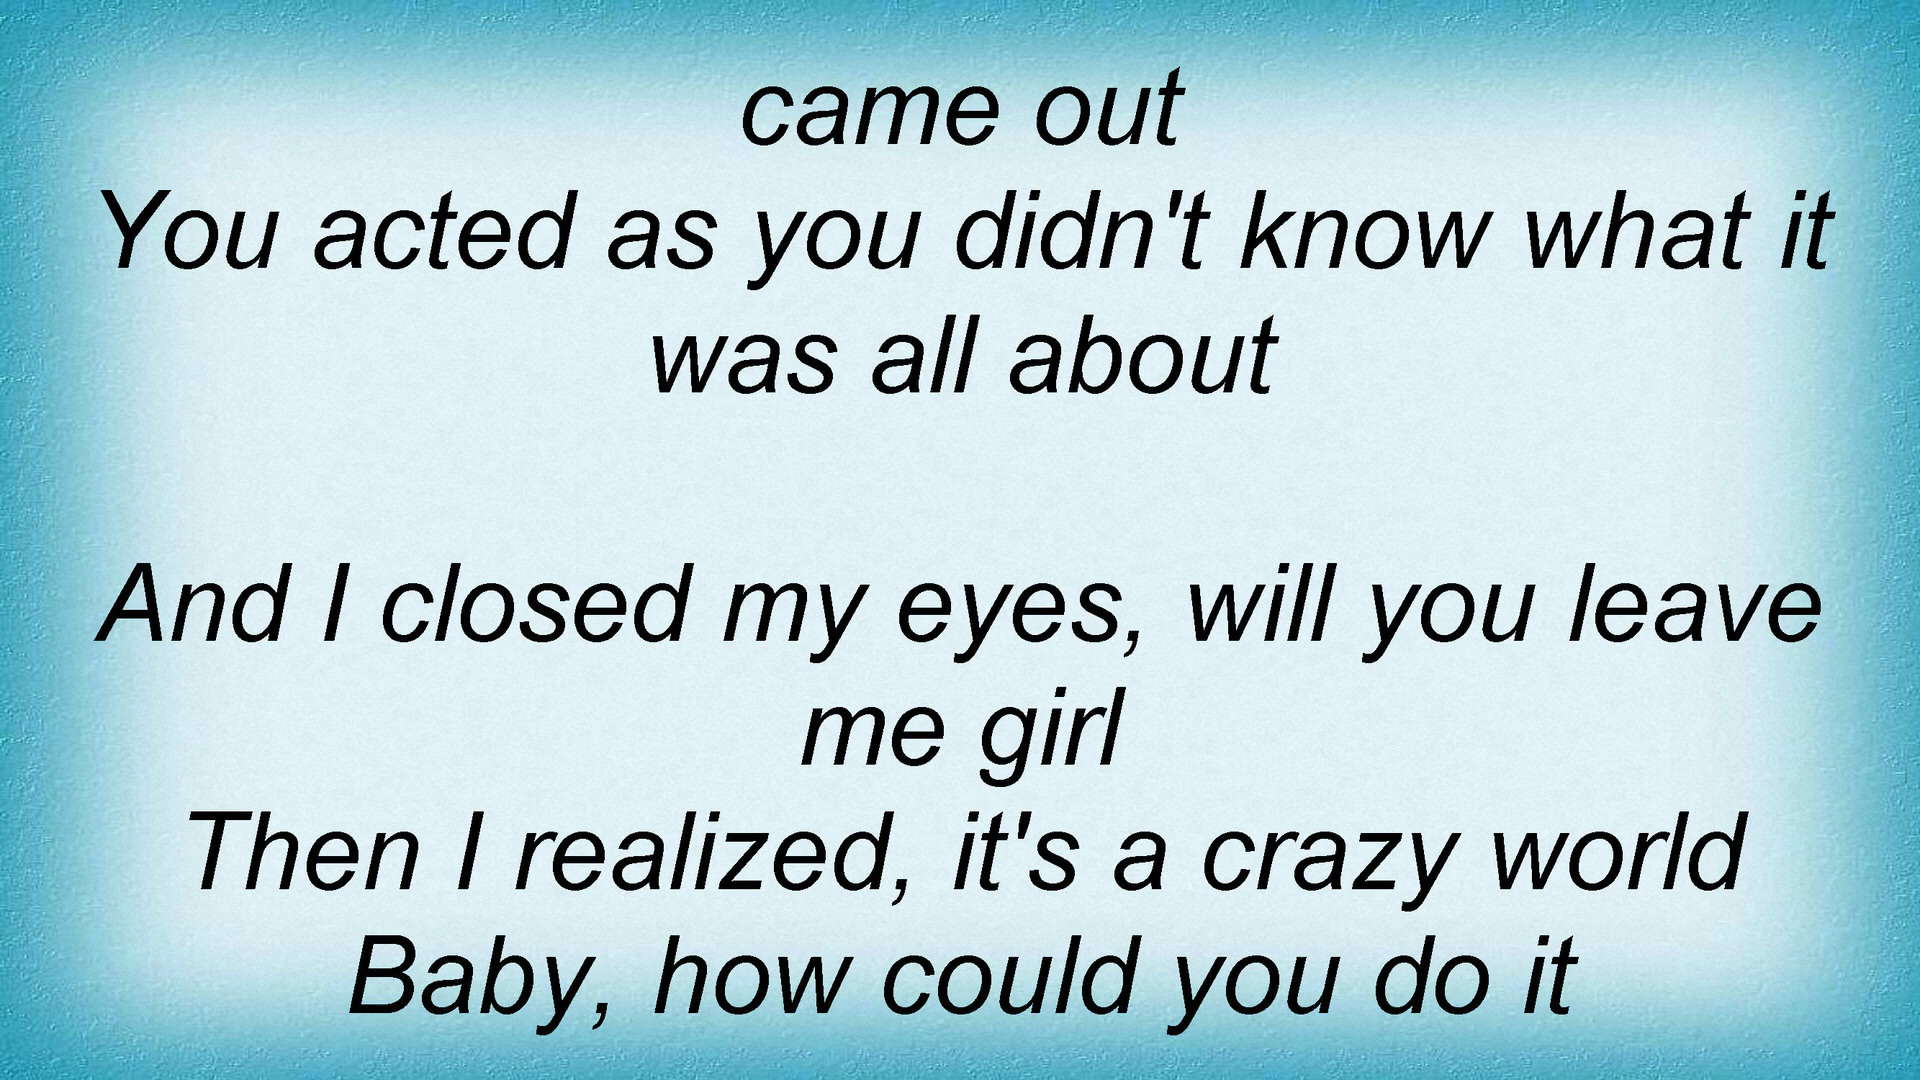 came out
You acted as you didn't know what it
was all about
And I closed my eyes, will you leave
me girl
Then I realized, it's a crazy world
Baby, how could you do it